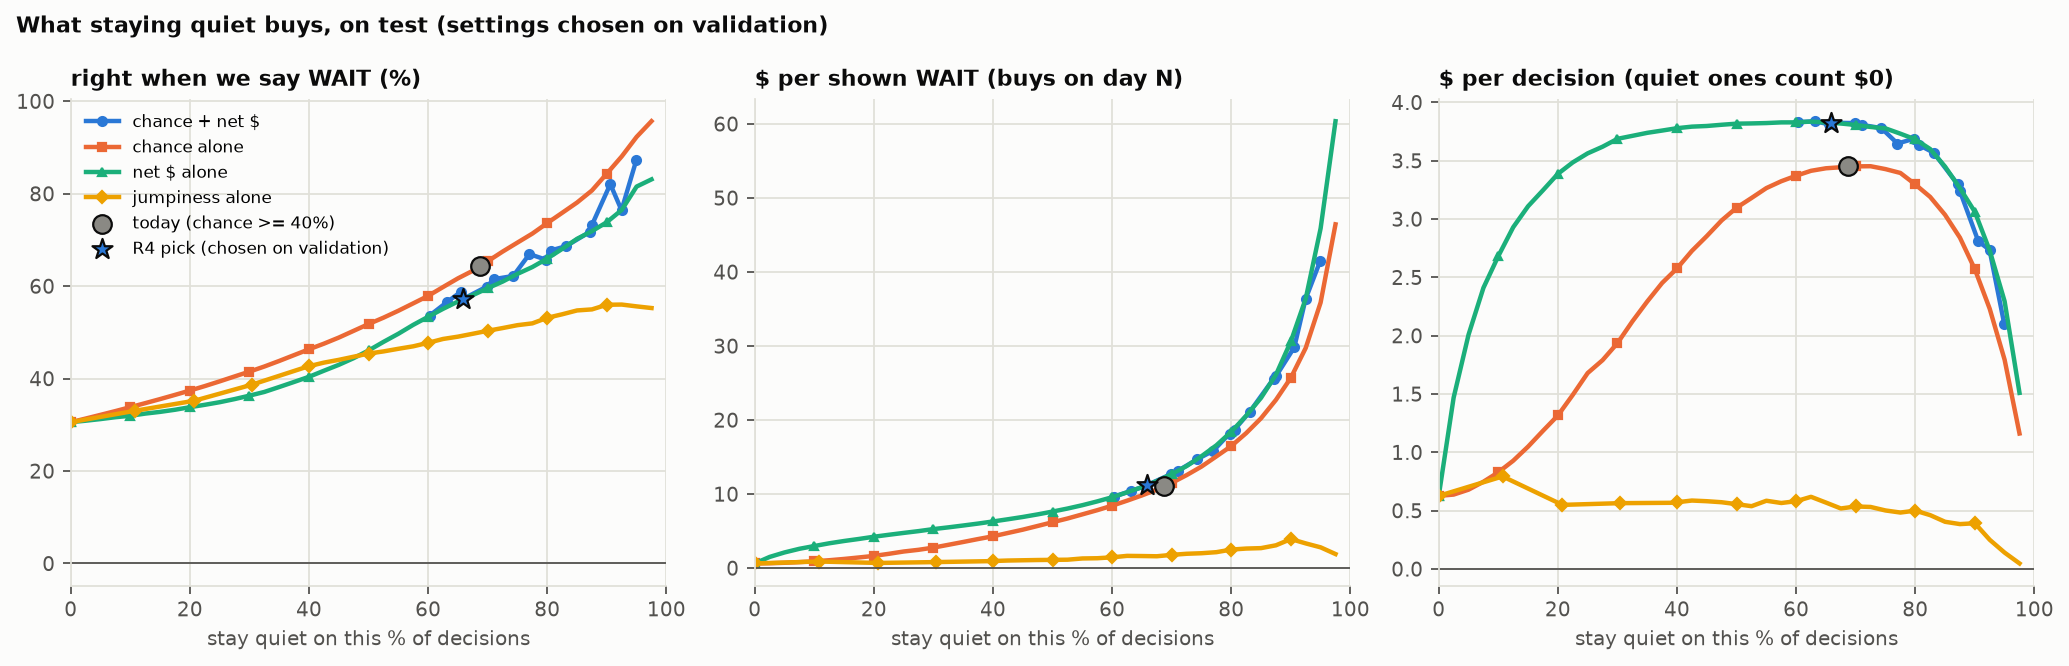 What staying quiet buys, on test (settings chosen on validation)
right when we say WAIT (%)
100
80
60
40
20
0
chance + net $
chance alone
net $ alone
jumpiness alone
today (chance >= 40%)
R4 pick (chosen on validation)
0 20 40 60 80 100
stay quiet on this % of decisions
$ per shown WAIT (buys on day N)
60
50
40
30
20
10
0
0 20 40 60 80 100
stay quiet on this % of decisions
$ per decision (quiet ones count $0)
4.0
3.5
3.0
2.5
2.0
1.5
1.0
0.5
0.0
0 20 40 60 80 100
stay quiet on this % of decisions